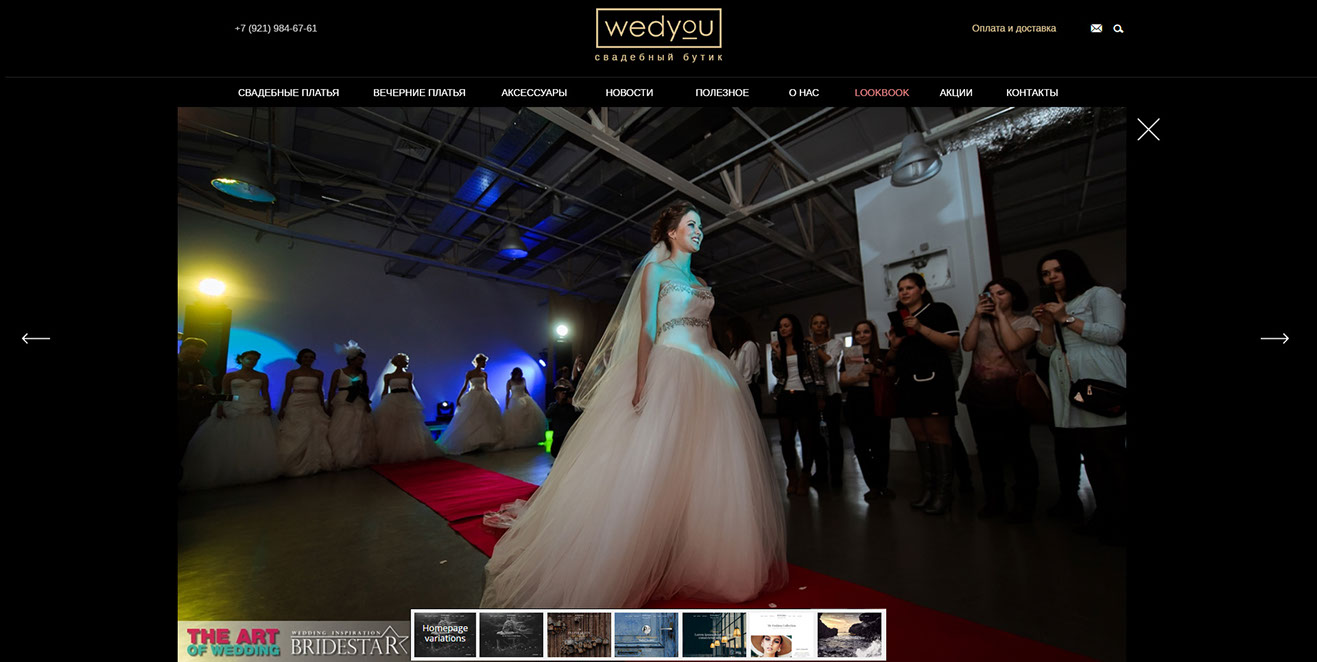 +7 (921) 984-67-61
wedyou
свадебный бутик
Оплата и доставка
СВАДЕБНЫЕ ПЛАТЬЯ ВЕЧЕРНИЕ ПЛАТЬЯ АКСЕССУАРЫ НОВОСТИ ПОЛЕЗНОЕ О НАС LOOKBOOK АКЦИИ КОНТАКТЫ
THE ART
OF WEDDING
WEDDING INSPIRATION
BRIDESTAR
Homepage
variations